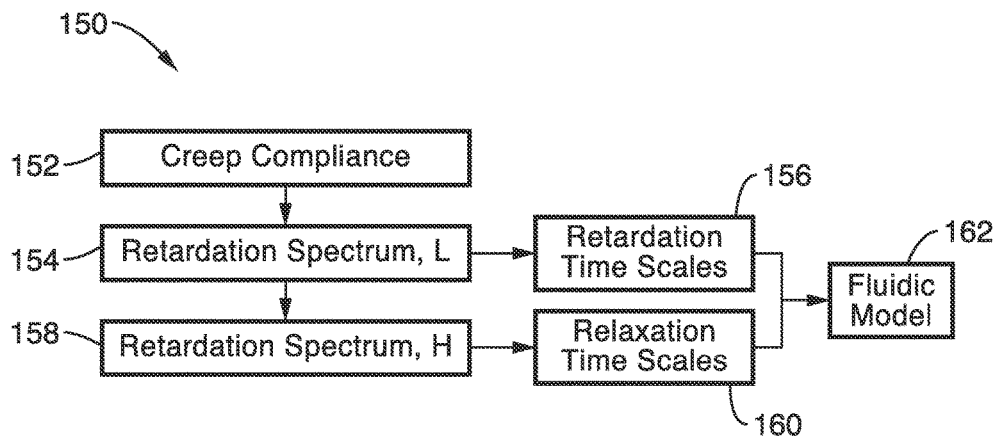 150
152
Creep Compliance
156
154
Retardation Spectrum, L
Retardation
Time Scales
162
Fluidic
Model
158
Retardation Spectrum, H
Relaxation
Time Scales
160